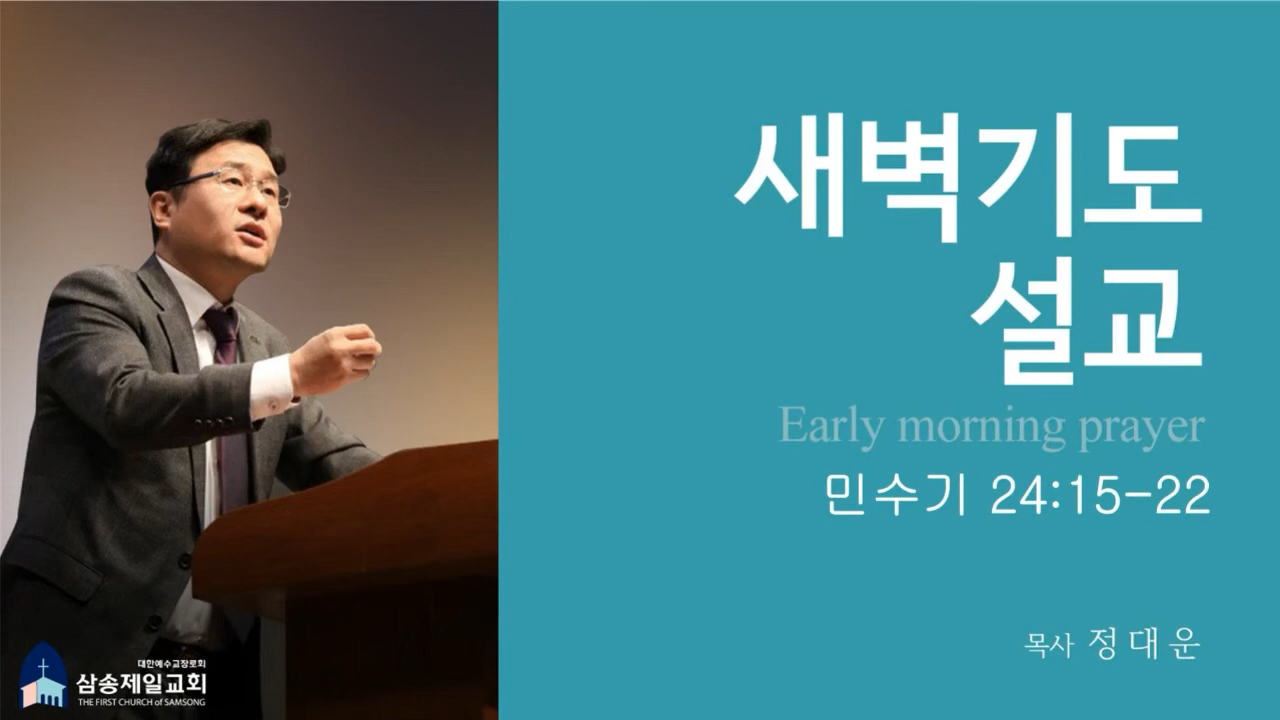 새벽기도
설교
Early morning prayer
민수기 24:15-22
목사 정대운
대한예수교장로회
삼송제일교회
THE FIRST CHURCH of SAMSONG